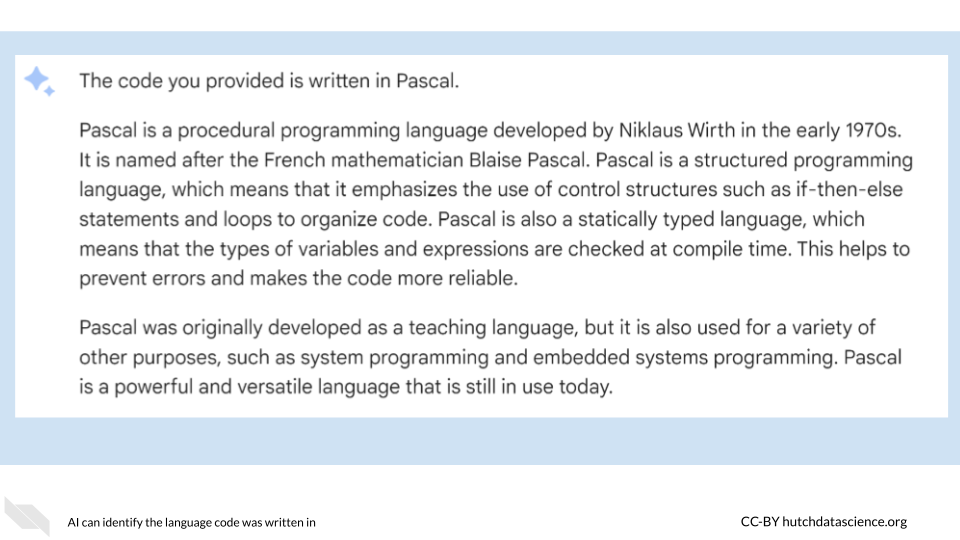 The code you provided is written in Pascal.
Pascal is a procedural programming language developed by Niklaus Wirth in the early 1970s.
It is named after the French mathematician Blaise Pascal. Pascal is a structured programming
language, which means that it emphasizes the use of control structures such as if-then-else
statements and loops to organize code. Pascal is also a statically typed language, which
means that the types of variables and expressions are checked at compile time. This helps to
prevent errors and makes the code more reliable.
Pascal was originally developed as a teaching language, but it is also used for a variety of
other purposes, such as system programming and embedded systems programming. Pascal
is a powerful and versatile language that is still in use today.
AI can identify the language code was written in
CC-BY hutchdatascience.org